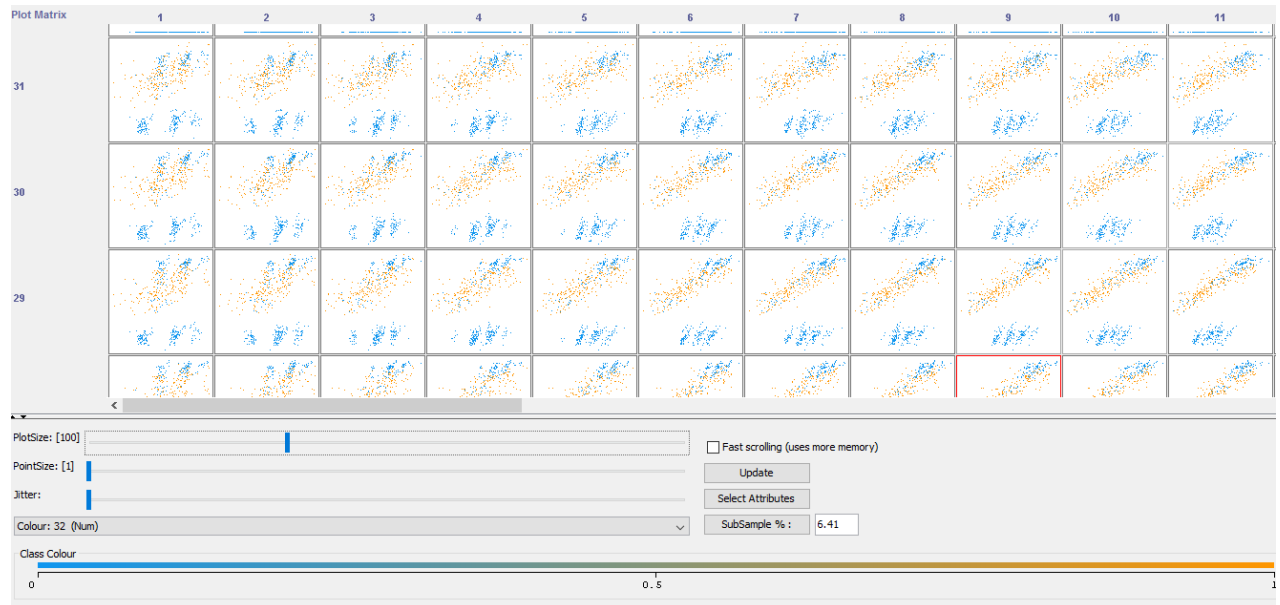 Plot Matrix 1 2 3 4 5 6 7 8 9 10 11
31
30
29
PlotSize: [100]
Fast scrolling (uses more memory)
PointSize: [1]
Update
Jitter:
Select Attributes
Colour: 32 (Num)
SubSample % : 6.41
Class Colour
0 0.5 1